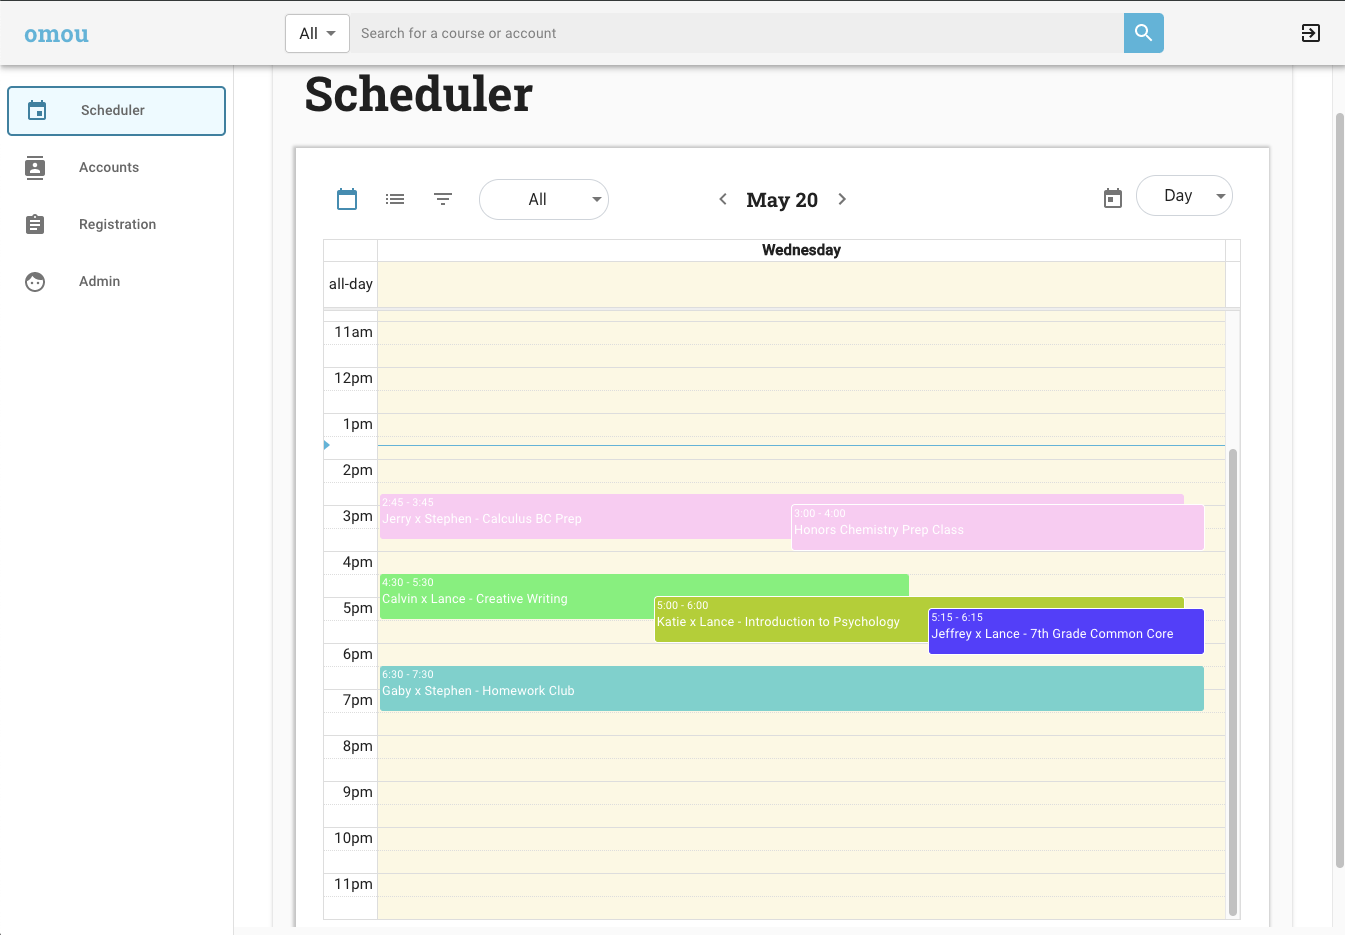 omou
All
Search for a course or account
Scheduler
Accounts
Registration
Admin
Scheduler
All
May 20
Day
Wednesday
all-day
11am
12pm
1pm
2pm
2:45 - 3:45
Jerry x Stephen - Calculus BC Prep
3pm
3:00 - 4:00
Honors Chemistry Prep Class
4pm
4:30 - 5:30
Calvin x Lance - Creative Writing
5pm
5:00 - 6:00
Katie x Lance - Introduction to Psychology
5:15 - 6:15
Jeffrey x Lance - 7th Grade Common Core
6pm
6:30 - 7:30
Gaby x Stephen - Homework Club
7pm
8pm
9pm
10pm
11pm